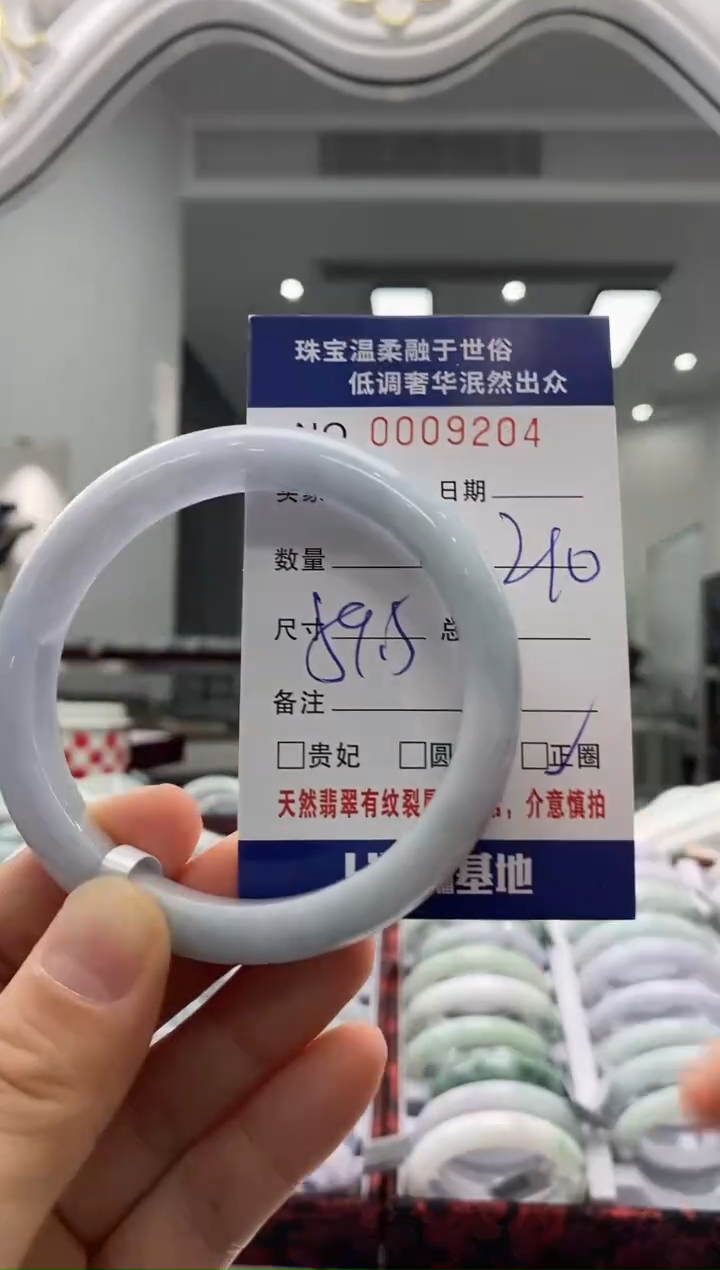 珠宝温柔融于世俗
低调奢华泯然出众
NO 0009204
日期
数量 240
尺寸 59.5 总
备注
□贵妃 □圆 □正圈
天然翡翠有纹裂 ，介意慎拍
基地